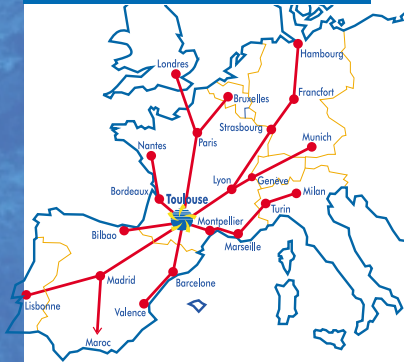 Hambourg
Londres
Francfort
Bruxelles
Strasbourg
Paris
Munich
Nantes
Genève
Lyon
Milan
Bordeaux
Toulouse
Turin
Montpellier
Bilbao
Marseille
Madrid
Barcelone
Lisbonne
Valence
Maroc